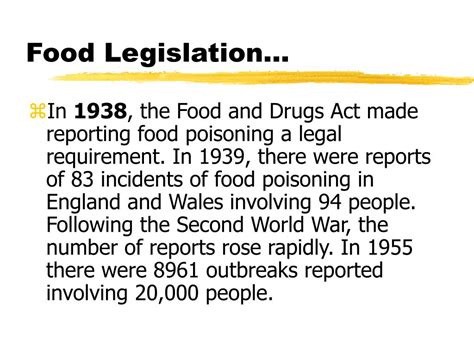 Food Legislation...
In 1938, the Food and Drugs Act made
reporting food poisoning a legal
requirement. In 1939, there were reports
of 83 incidents of food poisoning in
England and Wales involving 94 people.
Following the Second World War, the
number of reports rose rapidly. In 1955
there were 8961 outbreaks reported
involving 20,000 people.